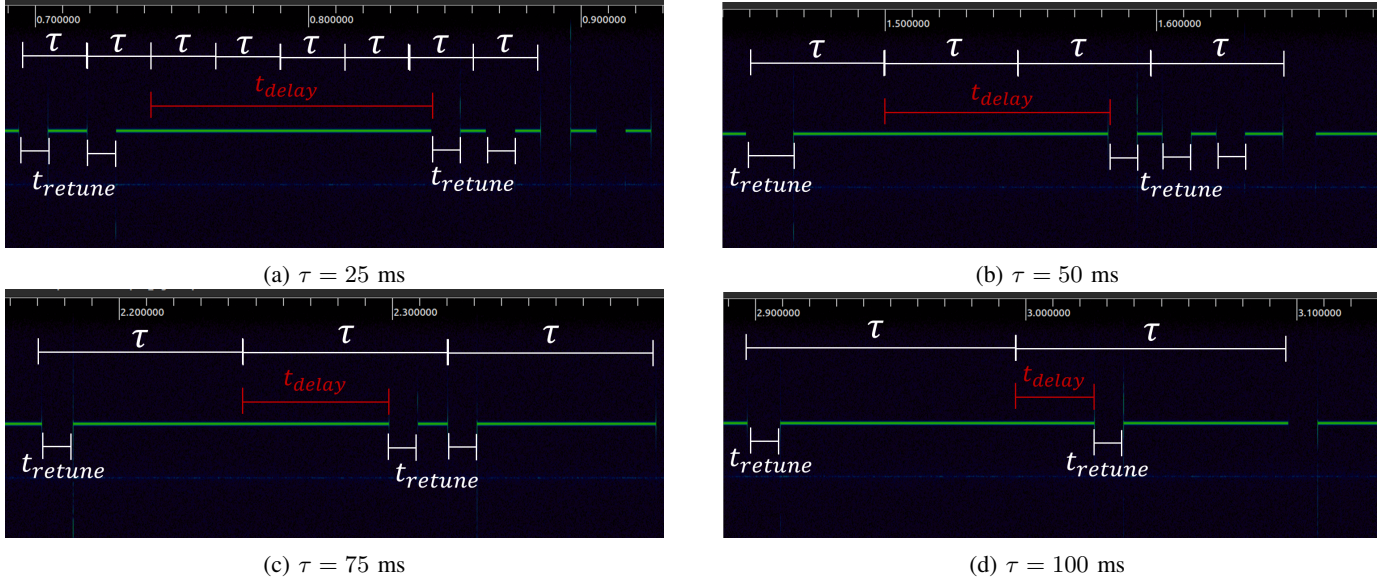 0.700000 0.800000 0.900000
τ τ τ τ τ τ τ τ
t_delay
t_retune t_retune
(a) τ = 25 ms
1.500000 1.600000
τ τ τ τ
t_delay
t_retune t_retune
(b) τ = 50 ms
2.200000 2.300000
τ τ τ
t_delay
t_retune t_retune
(c) τ = 75 ms
2.900000 3.000000 3.100000
τ τ
t_delay
t_retune t_retune
(d) τ = 100 ms